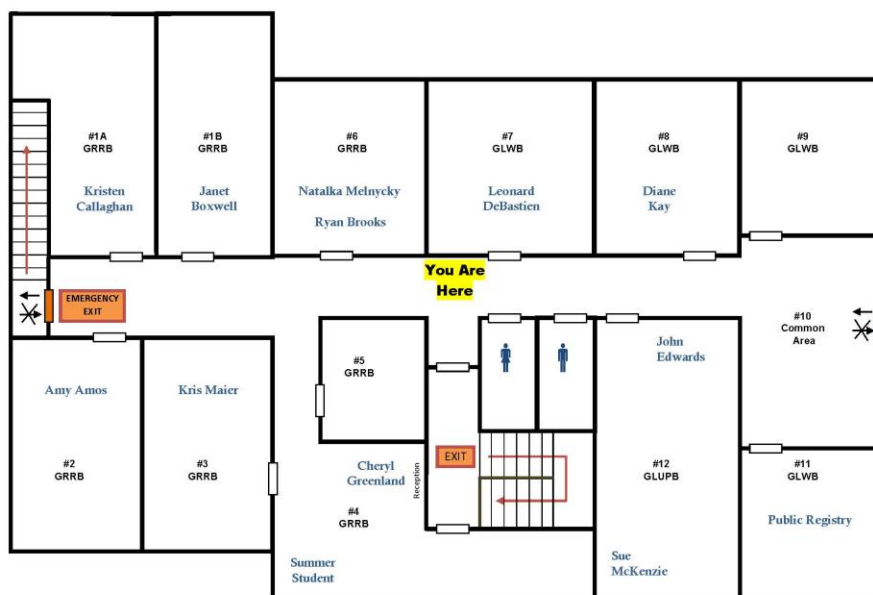 #1A
GRRB
Kristen
Callaghan
#1B
GRRB
Janet
Boxwell
#6
GRRB
Natalka Melnycky
Ryan Brooks
#7
GLWB
Leonard
DeBastien
#8
GLWB
Diane
Kay
#9
GLWB
You Are
Here
EMERGENCY
EXIT
#10
Common
Area
Amy Amos
#2
GRRB
Kris Maier
#3
GRRB
#5
GRRB
Cheryl
Greenland
Reception
#4
GRRB
Summer
Student
EXIT
John
Edwards
#12
GLUPB
Sue
McKenzie
#11
GLWB
Public Registry